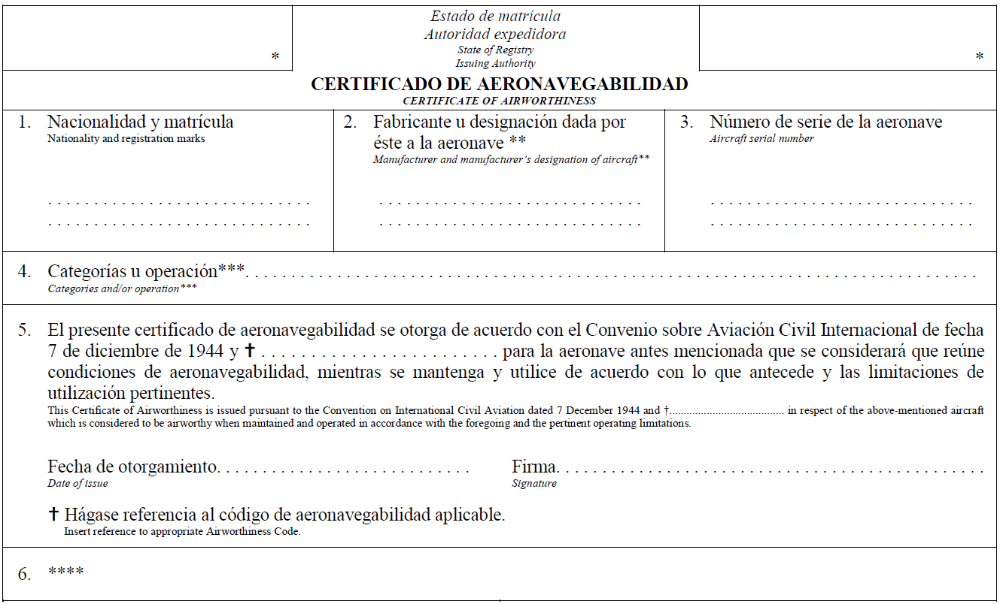 Estado de matrícula
Autoridad expedidora
State of Registry
Issuing Authority
*
*
CERTIFICADO DE AERONAVEGABILIDAD
CERTIFICATE OF AIRWORTHINESS
1. Nacionalidad y matrícula
Nationality and registration marks
. . . . . . . . . . . . . . . . . . . . . . . . . . . . .
. . . . . . . . . . . . . . . . . . . . . . . . . . . . .
2. Fabricante u designación dada por
éste a la aeronave **
Manufacturer and manufacturer’s designation of aircraft**
. . . . . . . . . . . . . . . . . . . . . . . . . . . . .
. . . . . . . . . . . . . . . . . . . . . . . . . . . . .
3. Número de serie de la aeronave
Aircraft serial number
. . . . . . . . . . . . . . . . . . . . . . . . . . . . .
. . . . . . . . . . . . . . . . . . . . . . . . . . . . .
4. Categorías u operación***. . . . . . . . . . . . . . . . . . . . . . . . . . . . . . . . . . . . . . . . . . . . . . . . . . . . . . . . . . . . . . . . . . . . . . . . . . . . . . . .
Categories and/or operation***
5. El presente certificado de aeronavegabilidad se otorga de acuerdo con el Convenio sobre Aviación Civil Internacional de fecha
7 de diciembre de 1944 y † . . . . . . . . . . . . . . . . . . . . . . . . . . para la aeronave antes mencionada que se considerará que reúne
condiciones de aeronavegabilidad, mientras se mantenga y utilice de acuerdo con lo que antecede y las limitaciones de
utilización pertinentes.
This Certificate of Airworthiness is issued pursuant to the Convention on International Civil Aviation dated 7 December 1944 and †........................................ in respect of the above-mentioned aircraft
which is considered to be airworthy when maintained and operated in accordance with the foregoing and the pertinent operating limitations.
Fecha de otorgamiento. . . . . . . . . . . . . . . . . . . . . . . . . . . . Firma. . . . . . . . . . . . . . . . . . . . . . . . . . . . . . . . . . . . . . . . . . . . . . .
Date of issue Signature
† Hágase referencia al código de aeronavegabilidad aplicable.
Insert reference to appropriate Airworthiness Code.
6. ****